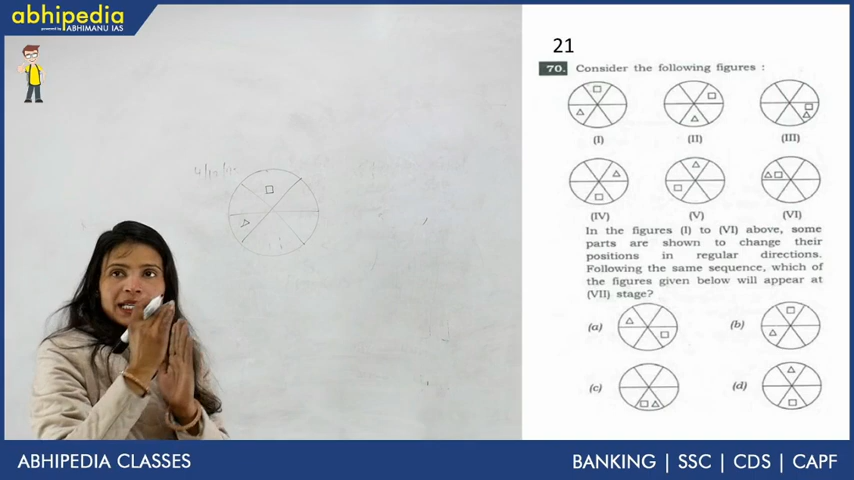 abhipedia
powered by ABHIMANU IAS
21
70. Consider the following figures :
(I) (II) (III)
(IV) (V) (VI)
In the figures (I) to (VI) above, some
parts are shown to change their
positions in regular directions.
Following the same sequence, which of
the figures given below will appear at
(VII) stage?
(a) (b)
(c) (d)
ABHIPEDIA CLASSES
BANKING | SSC | CDS | CAPF